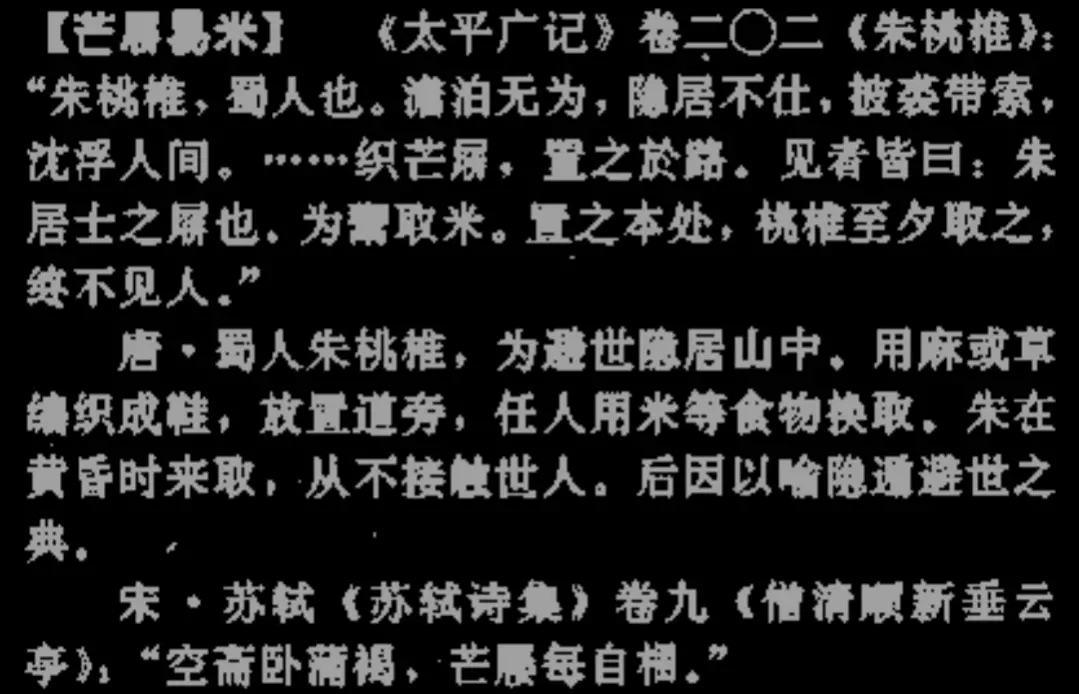 【芒屩易米】 《太平广记》卷二〇二《朱桃椎》：
“朱桃椎，蜀人也。澹泊无为，隐居不仕，披裘带索，
沈浮人间。……织芒屩，置之於路。见者皆曰：朱
居士之屩也。为鬻取米。置之本处，桃椎至夕取之，
终不见人。”
唐·蜀人朱桃椎，为避世隐居山中。用麻或草
编织成鞋，放置道旁，任人用米等食物换取。朱在
黄昏时来取，从不接触世人。后因以喻隐遁避世之
典。
宋·苏轼《苏轼诗集》卷九《僧清顺新垂云
亭》：“空斋卧蒲褐，芒屦每自捆。”